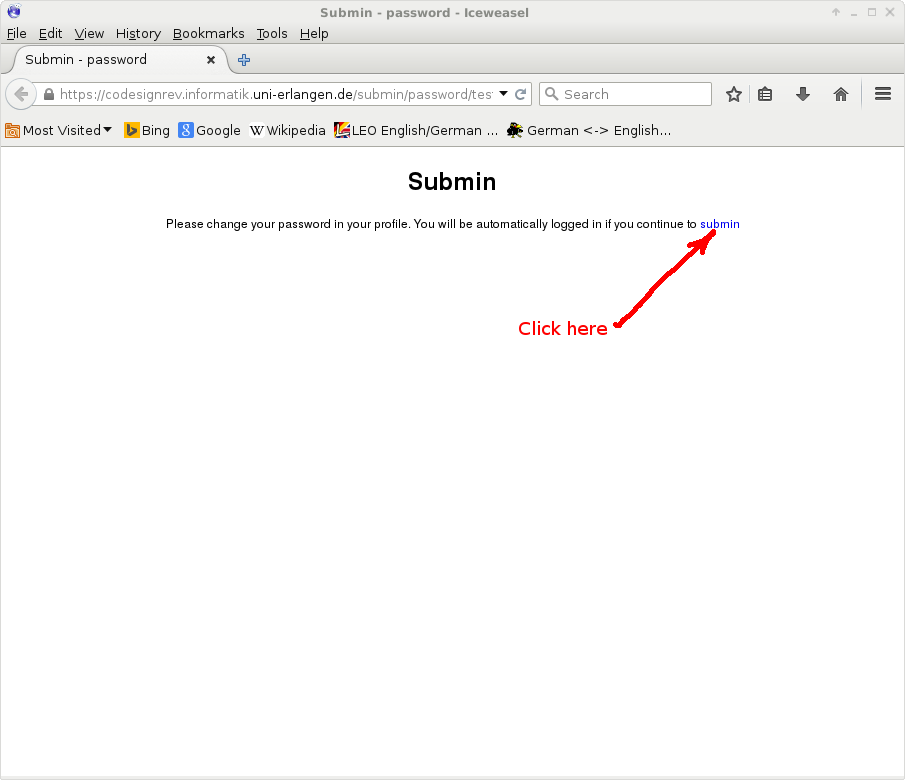 Submin - password - Iceweasel
File Edit View History Bookmarks Tools Help
Submin - password
https://codesignrev.informatik.uni-erlangen.de/submin/password/tes Search
Most Visited Bing Google Wikipedia LEO English/German ... German <-> English...
Submin
Please change your password in your profile. You will be automatically logged in if you continue to submin
Click here